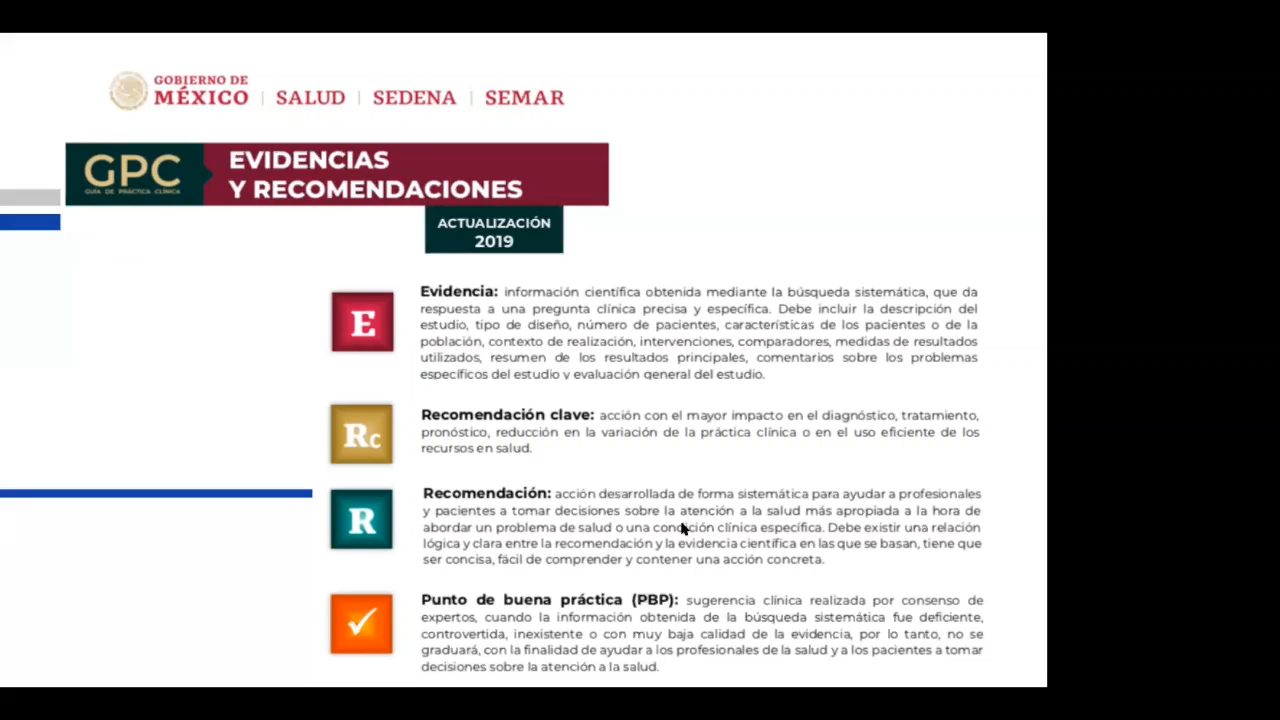 GOBIERNO DE
MÉXICO | SALUD | SEDENA | SEMAR
GPC
GUÍA DE PRÁCTICA CLÍNICA
EVIDENCIAS
Y RECOMENDACIONES
ACTUALIZACIÓN
2019
E
Evidencia: información científica obtenida mediante la búsqueda sistemática, que da
respuesta a una pregunta clínica precisa y específica. Debe incluir la descripción del
estudio, tipo de diseño, número de pacientes, características de los pacientes o de la
población, contexto de realización, intervenciones, comparadores, medidas de resultados
utilizados, resumen de los resultados principales, comentarios sobre los problemas
específicos del estudio y evaluación general del estudio.
Rc
Recomendación clave: acción con el mayor impacto en el diagnóstico, tratamiento,
pronóstico, reducción en la variación de la práctica clínica o en el uso eficiente de los
recursos en salud.
R
Recomendación: acción desarrollada de forma sistemática para ayudar a profesionales
y pacientes a tomar decisiones sobre la atención a la salud más apropiada a la hora de
abordar un problema de salud o una condición clínica específica. Debe existir una relación
lógica y clara entre la recomendación y la evidencia científica en las que se basan, tiene que
ser concisa, fácil de comprender y contener una acción concreta.
✓
Punto de buena práctica (PBP): sugerencia clínica realizada por consenso de
expertos, cuando la información obtenida de la búsqueda sistemática fue deficiente,
controvertida, inexistente o con muy baja calidad de la evidencia, por lo tanto, no se
graduará, con la finalidad de ayudar a los profesionales de la salud y a los pacientes a tomar
decisiones sobre la atención a la salud.